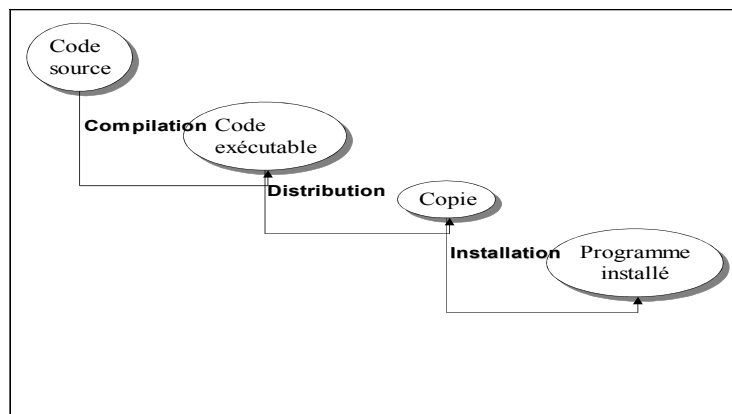 Code
source
Compilation
Code
exécutable
Distribution
Copie
Installation
Programme
installé